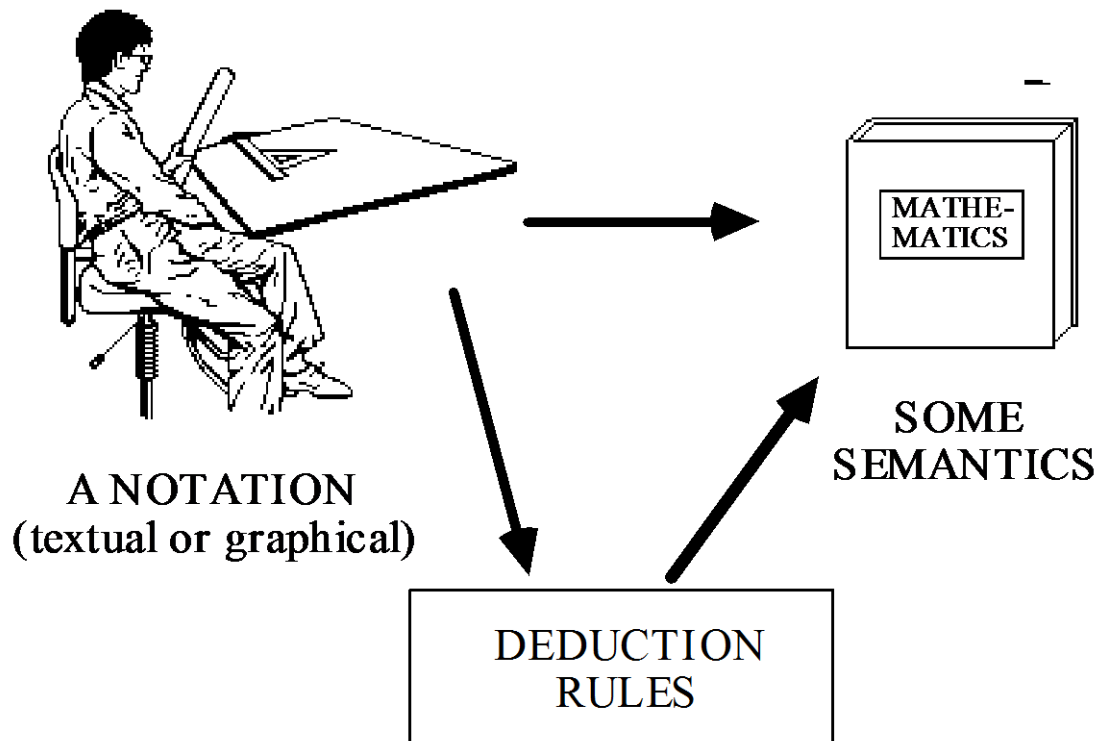 MATHE-
MATICS
SOME
SEMANTICS
A NOTATION
(textual or graphical)
DEDUCTION
RULES